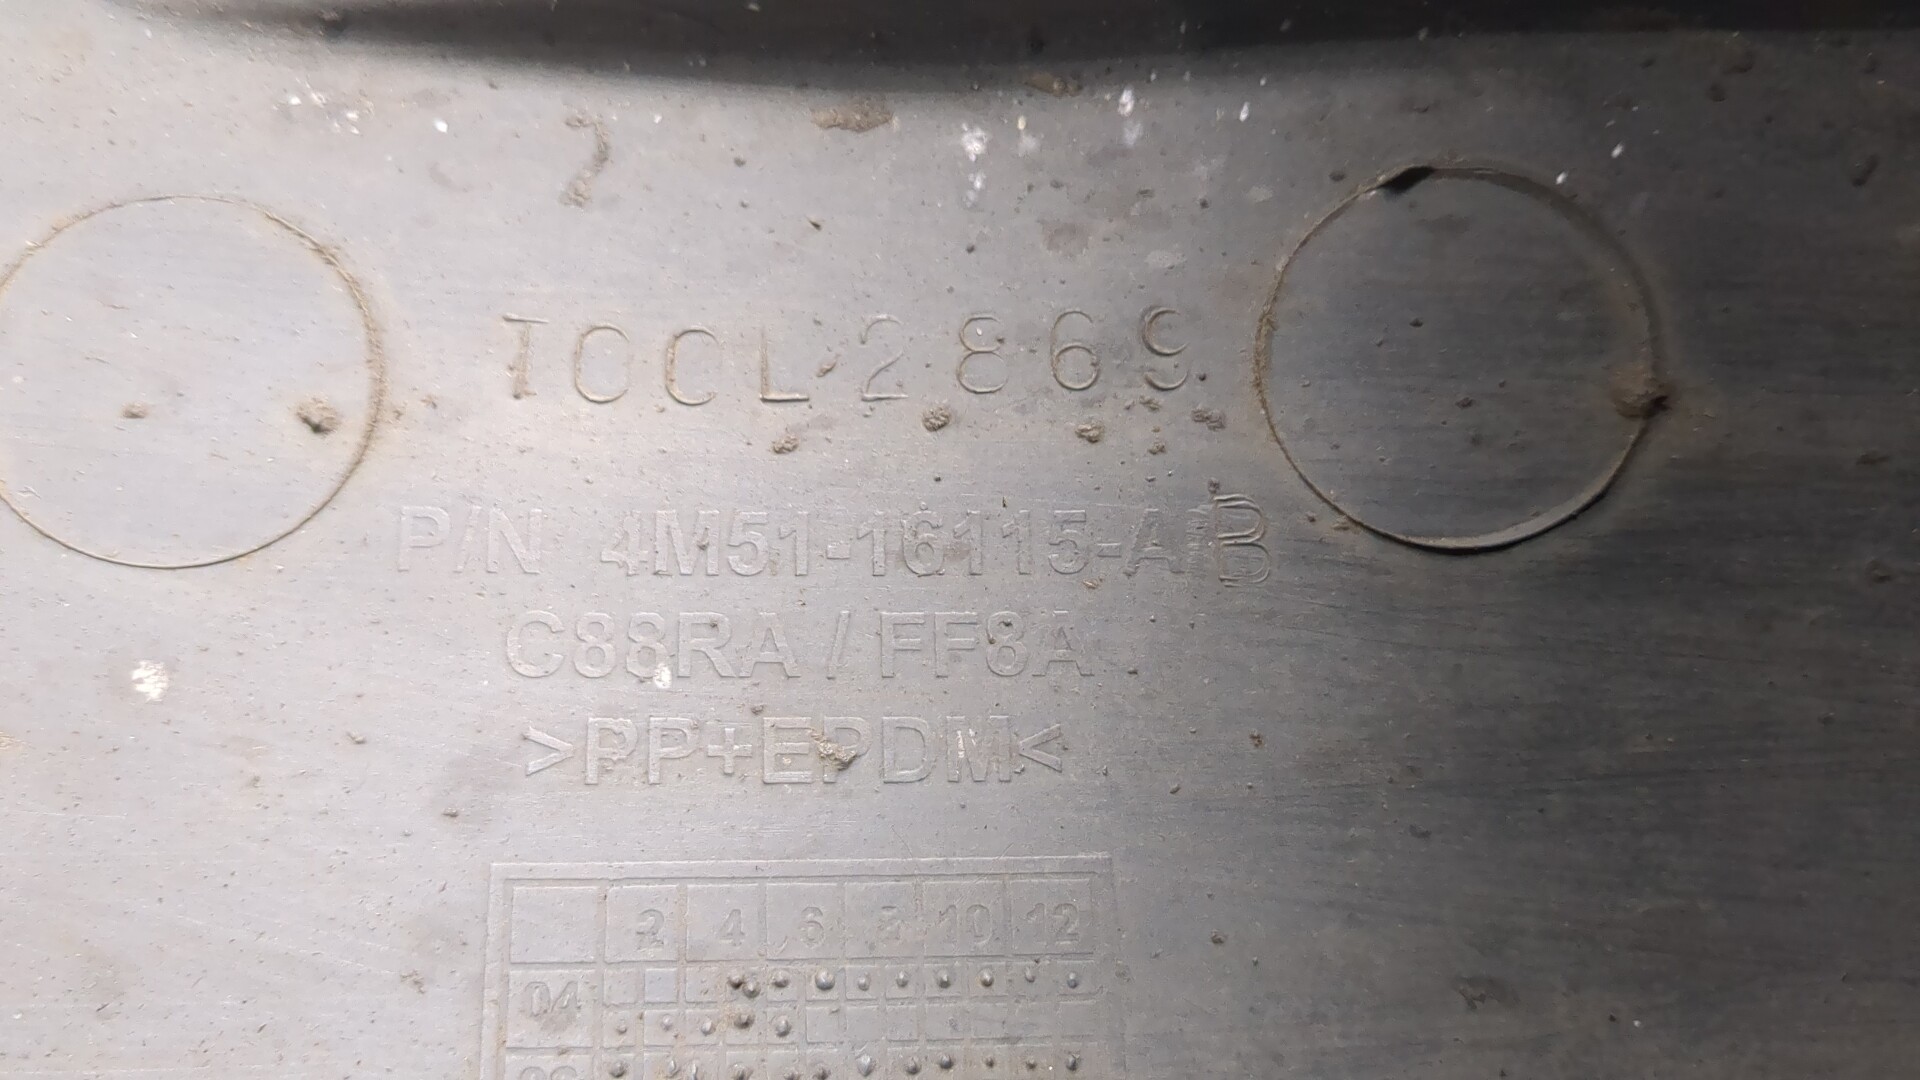 TOOL 2869
P/N 4M51-16115-AB
C88RA / FF8A
>PP+EPDM<
2 4 6 8 10 12
04